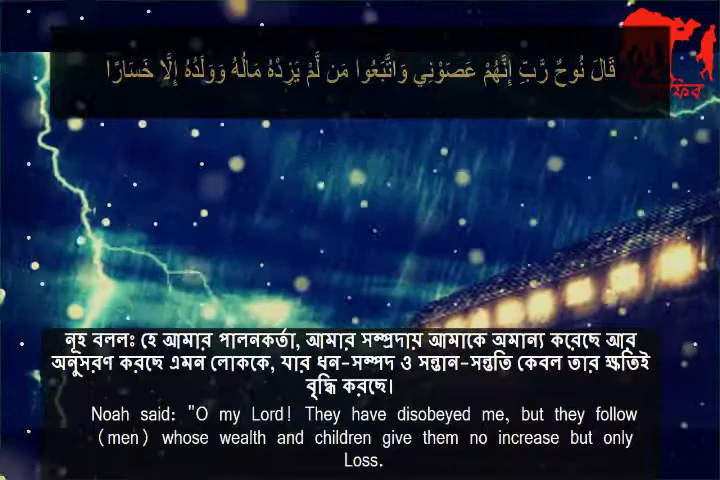 قَالَ نُوحٌ رَّبِّ إِنَّهُمْ عَصَوْنِي وَاتَّبَعُوا مَن لَّمْ يَزِدْهُ مَالُهُ وَوَلَدُهُ إِلَّا خَسَارًا
নূহ বললঃ হে আমার পালনকর্তা, আমার সম্প্রদায় আমাকে অমান্য করেছে আর
অনুসরণ করছে এমন লোককে, যার ধন-সম্পদ ও সন্তান-সন্ততি কেবল তার ক্ষতিই
বৃদ্ধি করছে।
Noah said: "O my Lord! They have disobeyed me, but they follow
(men) whose wealth and children give them no increase but only
Loss.